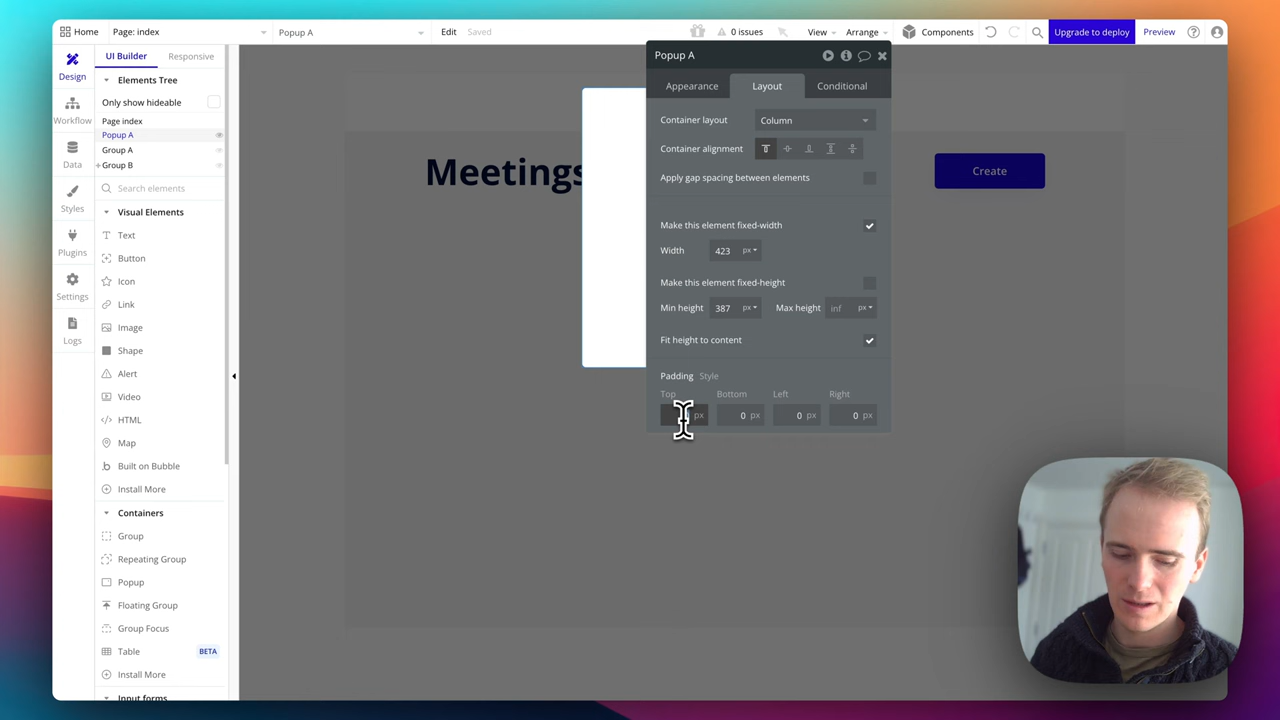 Home
Page: index
Popup A
Edit
Saved
0 issues
View
Arrange
Components
Upgrade to deploy
Preview
Design
Workflow
Data
Styles
Plugins
Settings
Logs
UI Builder
Responsive
Elements Tree
Only show hideable
Page index
Popup A
Group A
Group B
Search elements
Visual Elements
Text
Button
Icon
Link
Image
Shape
Alert
Video
HTML
Map
Built on Bubble
Install More
Containers
Group
Repeating Group
Popup
Floating Group
Group Focus
Table
BETA
Install More
Input forms
Meetings
Create
Popup A
Appearance
Layout
Conditional
Container layout
Column
Container alignment
Apply gap spacing between elements
Make this element fixed-width
Width 423 px
Make this element fixed-height
Min height 387 px Max height inf px
Fit height to content
Padding Style
Top Bottom Left Right
px 0 px 0 px 0 px